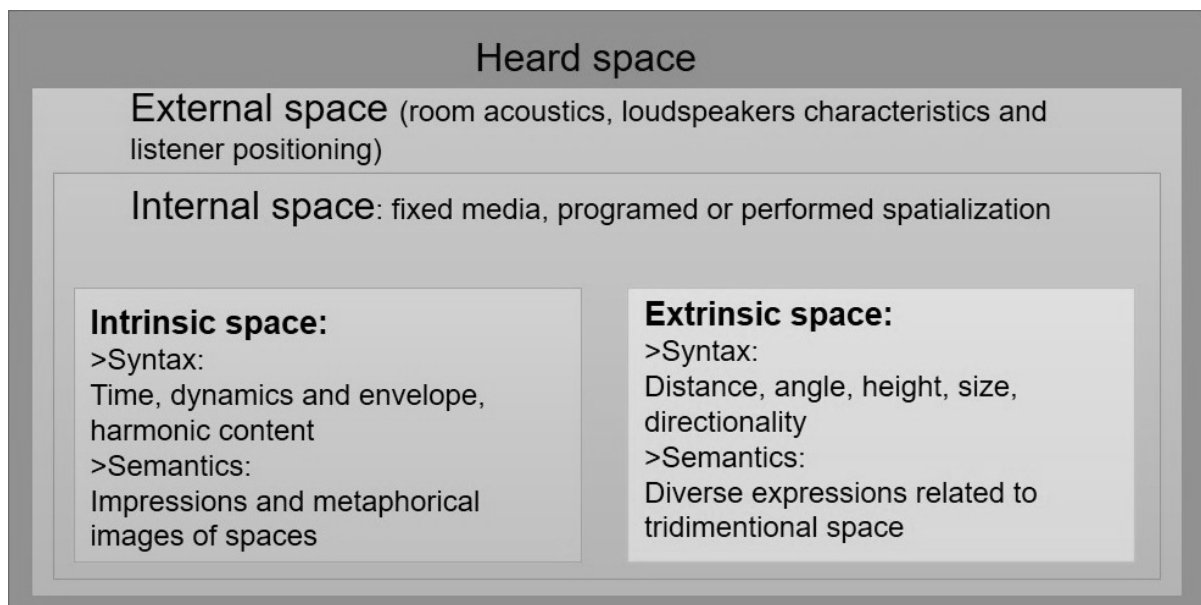 Heard space
External space (room acoustics, loudspeakers characteristics and
listener positioning)
Internal space: fixed media, programed or performed spatialization
Intrinsic space:
>Syntax:
Time, dynamics and envelope,
harmonic content
>Semantics:
Impressions and metaphorical
images of spaces
Extrinsic space:
>Syntax:
Distance, angle, height, size,
directionality
>Semantics:
Diverse expressions related to
tridimentional space